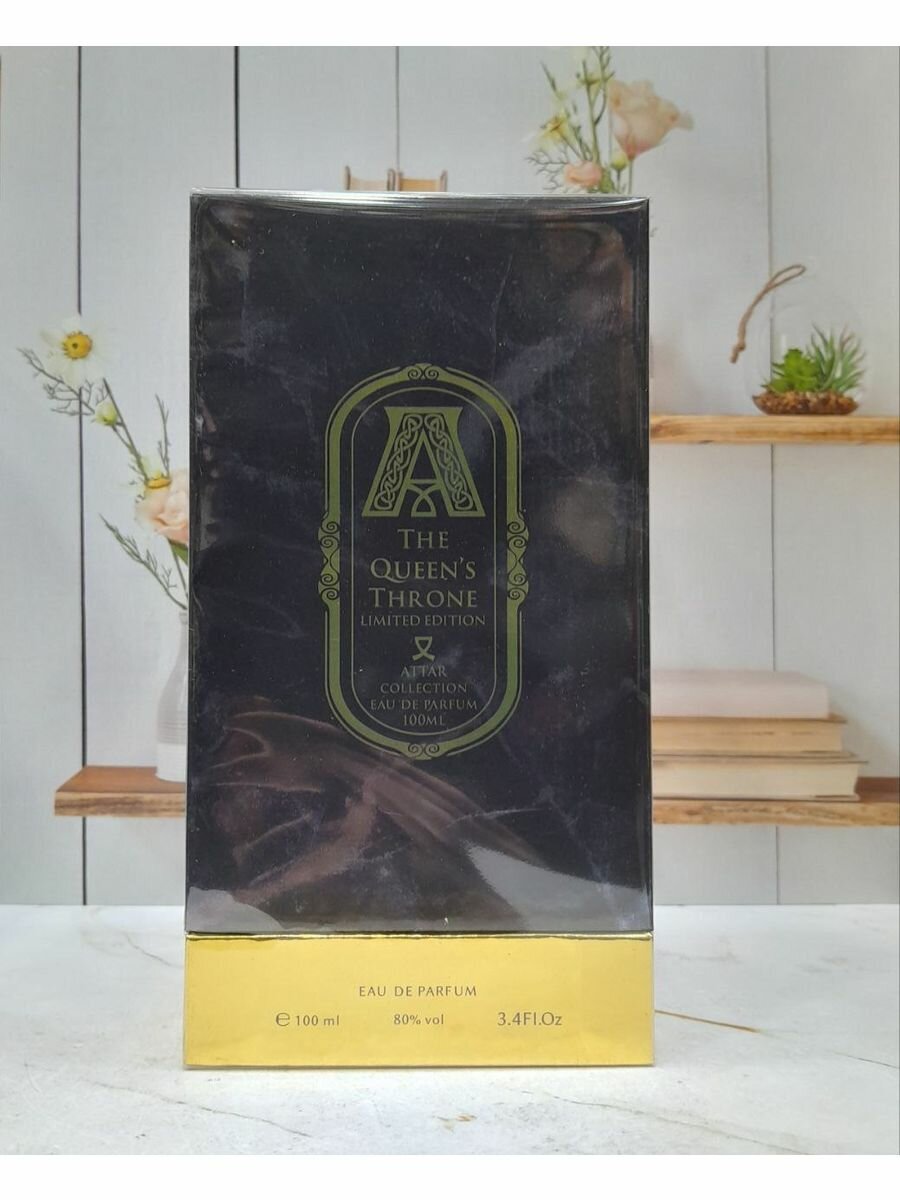 A
THE
QUEEN'S
THRONE
LIMITED EDITION
ATTAR
COLLECTION
EAU DE PARFUM
100ML
EAU DE PARFUM
℮ 100 ml 80% vol 3.4Fl.Oz